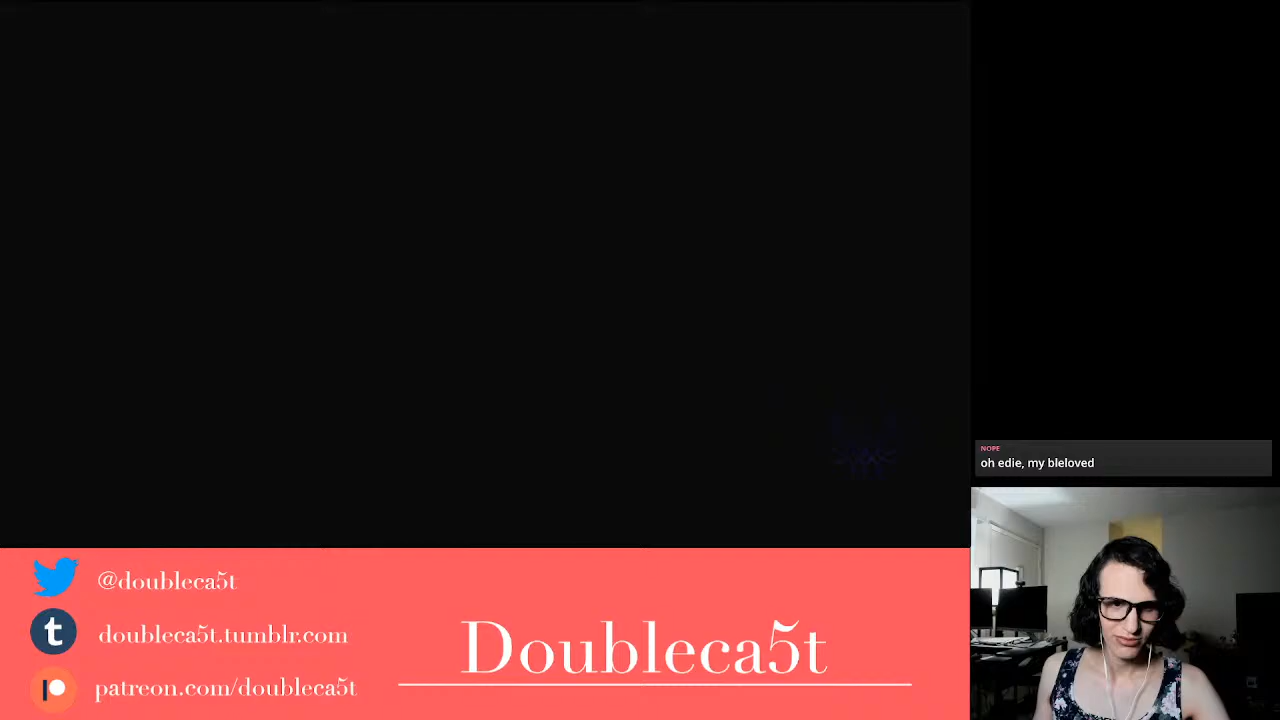 NOPE
oh edie, my bleloved
@doubleca5t
doubleca5t.tumblr.com
patreon.com/doubleca5t
Doubleca5t